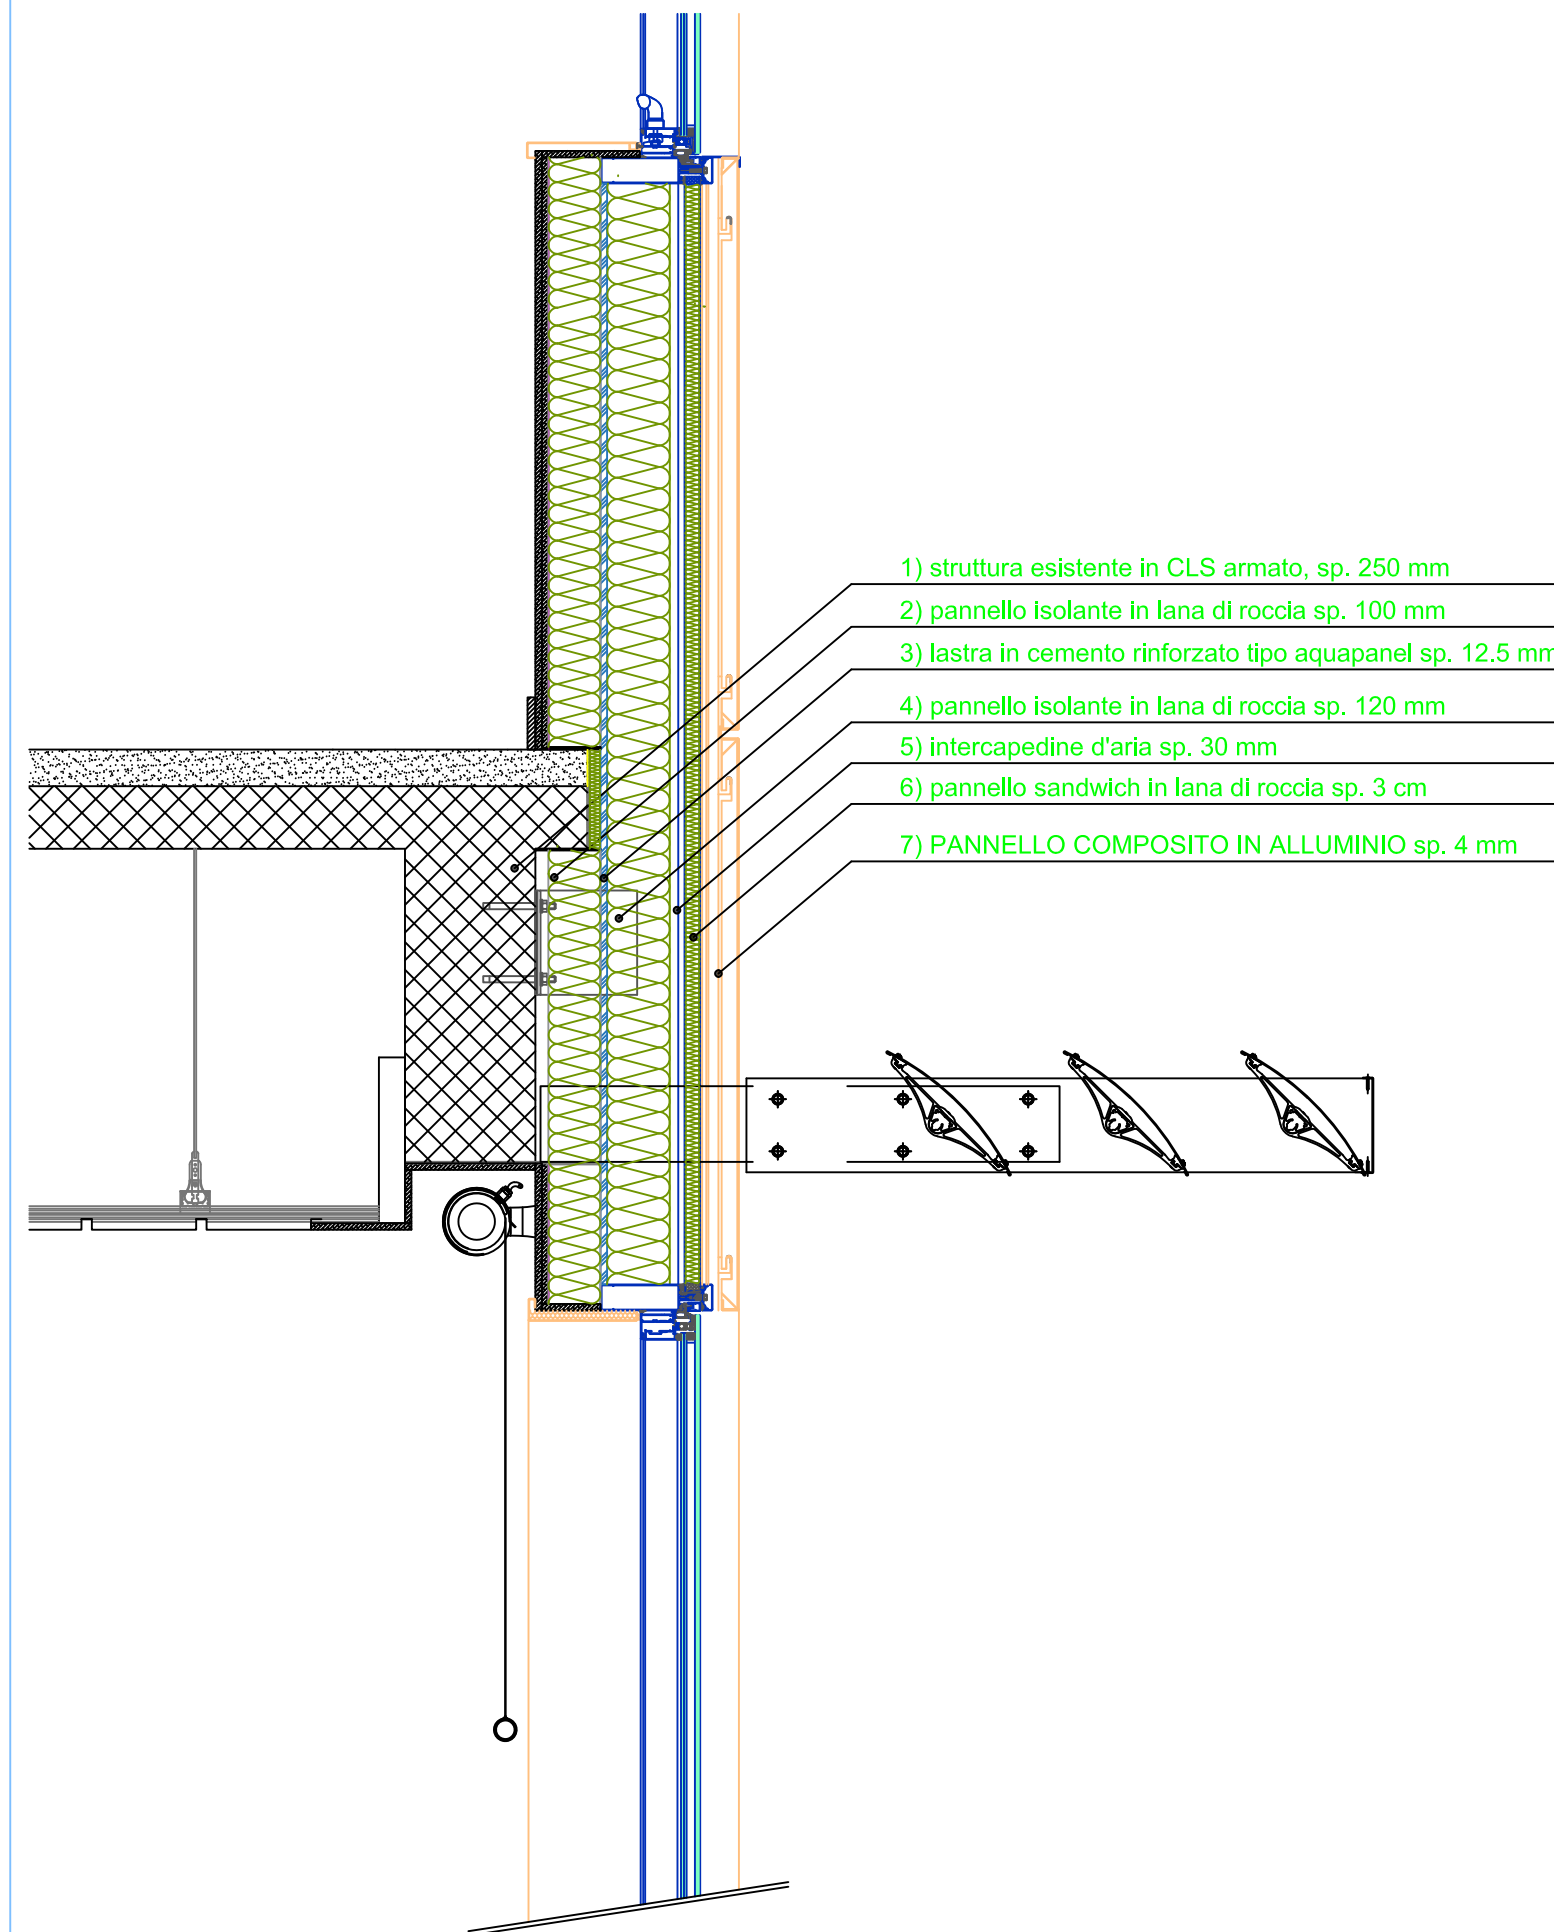 1) struttura esistente in CLS armato, sp. 250 mm
2) pannello isolante in lana di roccia sp. 100 mm
3) lastra in cemento rinforzato tipo aquapanel sp. 12.5 mm
4) pannello isolante in lana di roccia sp. 120 mm
5) intercapedine d'aria sp. 30 mm
6) pannello sandwich in lana di roccia sp. 3 cm
7) PANNELLO COMPOSITO IN ALLUMINIO sp. 4 mm